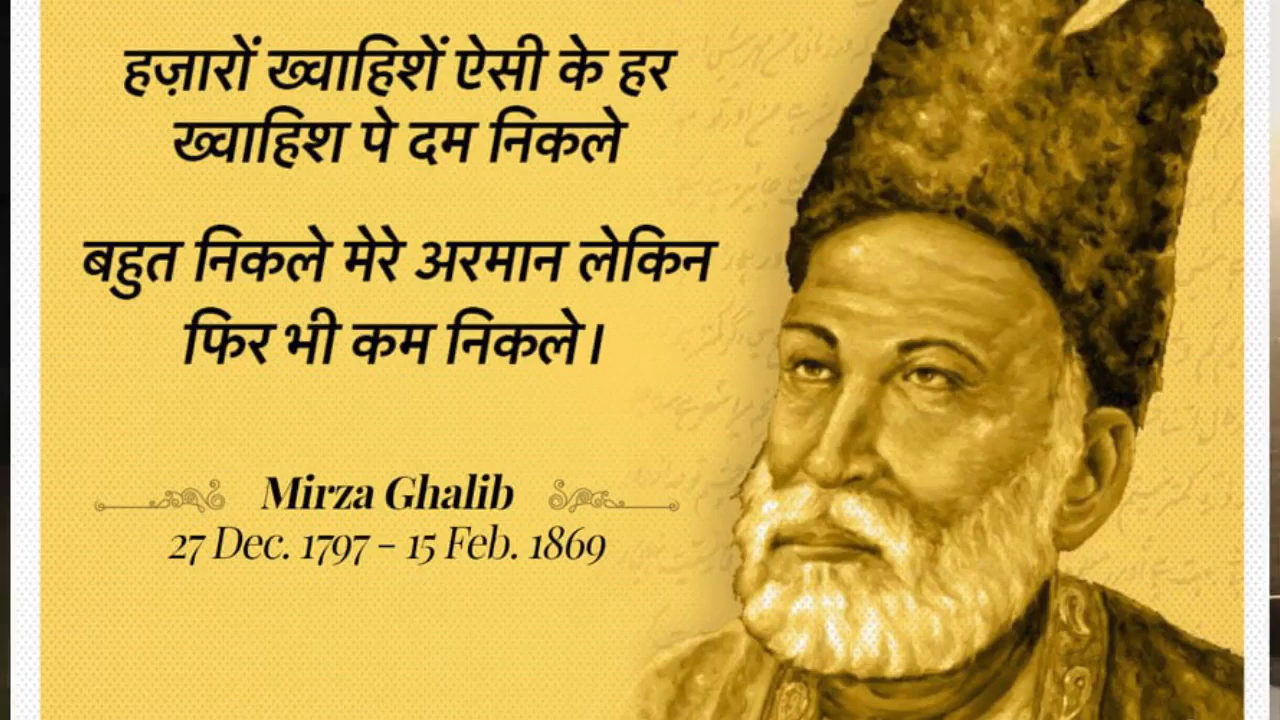 हज़ारों ख्वाहिशें ऐसी के हर
ख्वाहिश पे दम निकले
बहुत निकले मेरे अरमान लेकिन
फिर भी कम निकले।
Mirza Ghalib
27 Dec. 1797 – 15 Feb. 1869